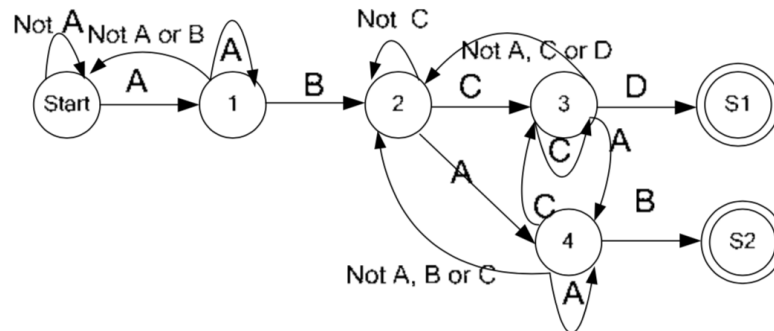 Not A
Not A or B
A
Not C
Not A, C or D
Start
A
1
B
2
C
3
D
S1
C
A
A
C
4
B
S2
Not A, B or C
A